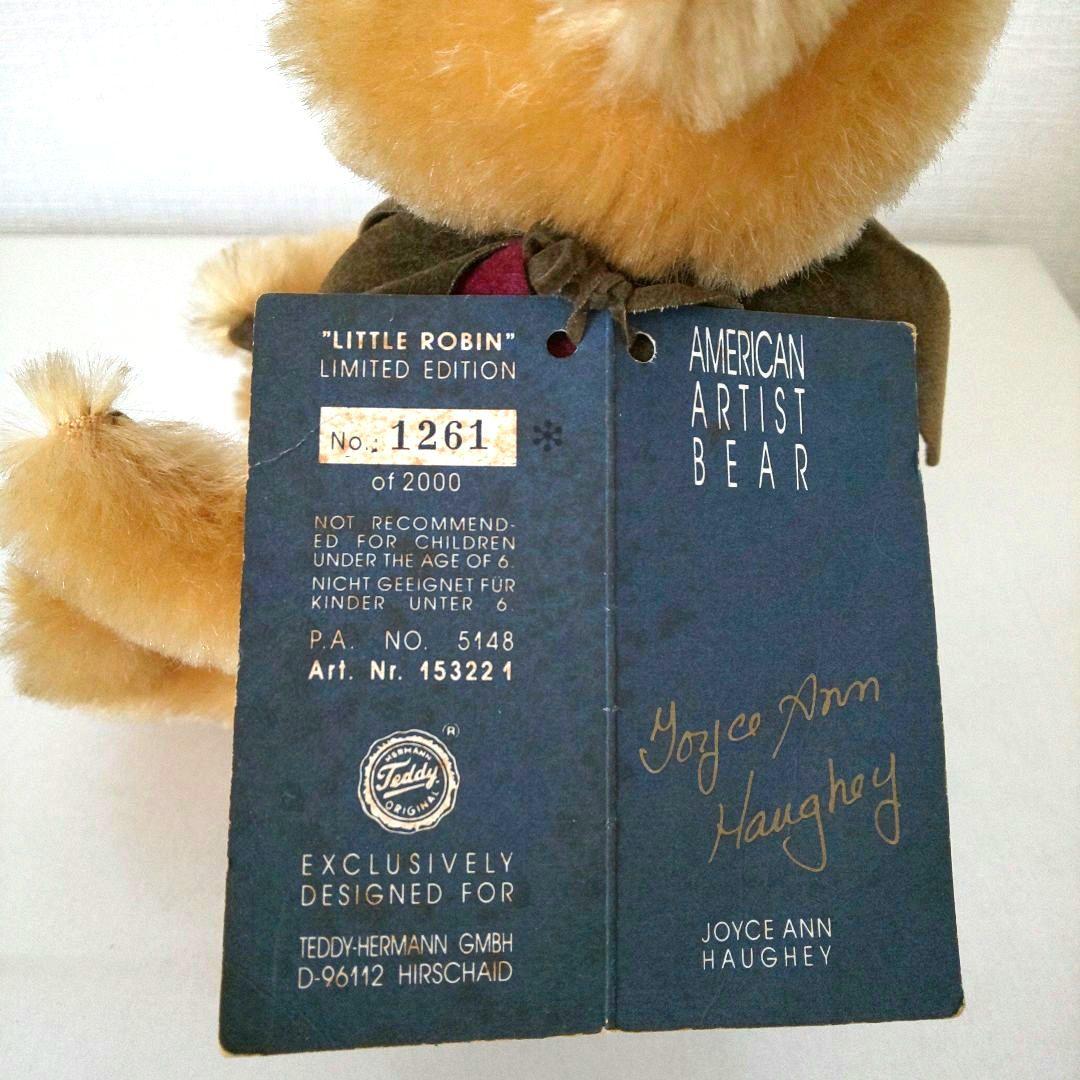 "LITTLE ROBIN"
LIMITED EDITION
No.: 1261
of 2000
NOT RECOMMEND-
ED FOR CHILDREN
UNDER THE AGE OF 6.
NICHT GEEIGNET FÜR
KINDER UNTER 6.
P.A. NO. 5148
Art. Nr. 153221
®
HERMANN
Teddy
ORIGINAL
EXCLUSIVELY
DESIGNED FOR
TEDDY-HERMANN GMBH
D-96112 HIRSCHAID
AMERICAN
ARTIST
BEAR
Joyce Ann
Haughey
JOYCE ANN
HAUGHEY